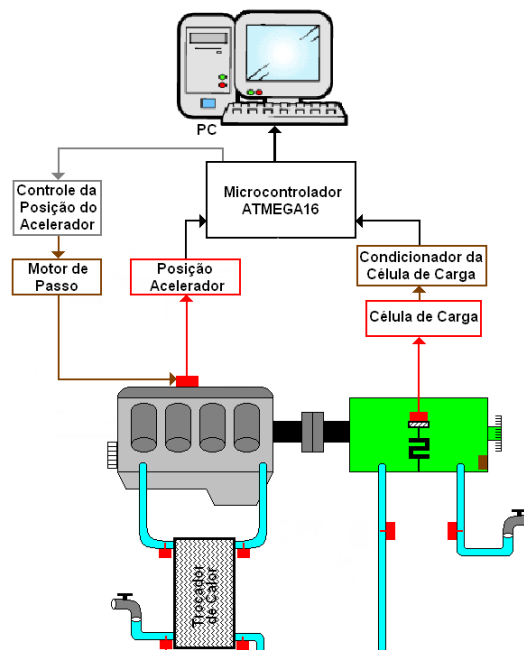 PC
Microcontrolador
ATMEGA16
Controle da
Posição do
Acelerador
Motor de
Passo
Posição
Acelerador
Condicionador da
Célula de Carga
Célula de Carga
Trocador
de Calor